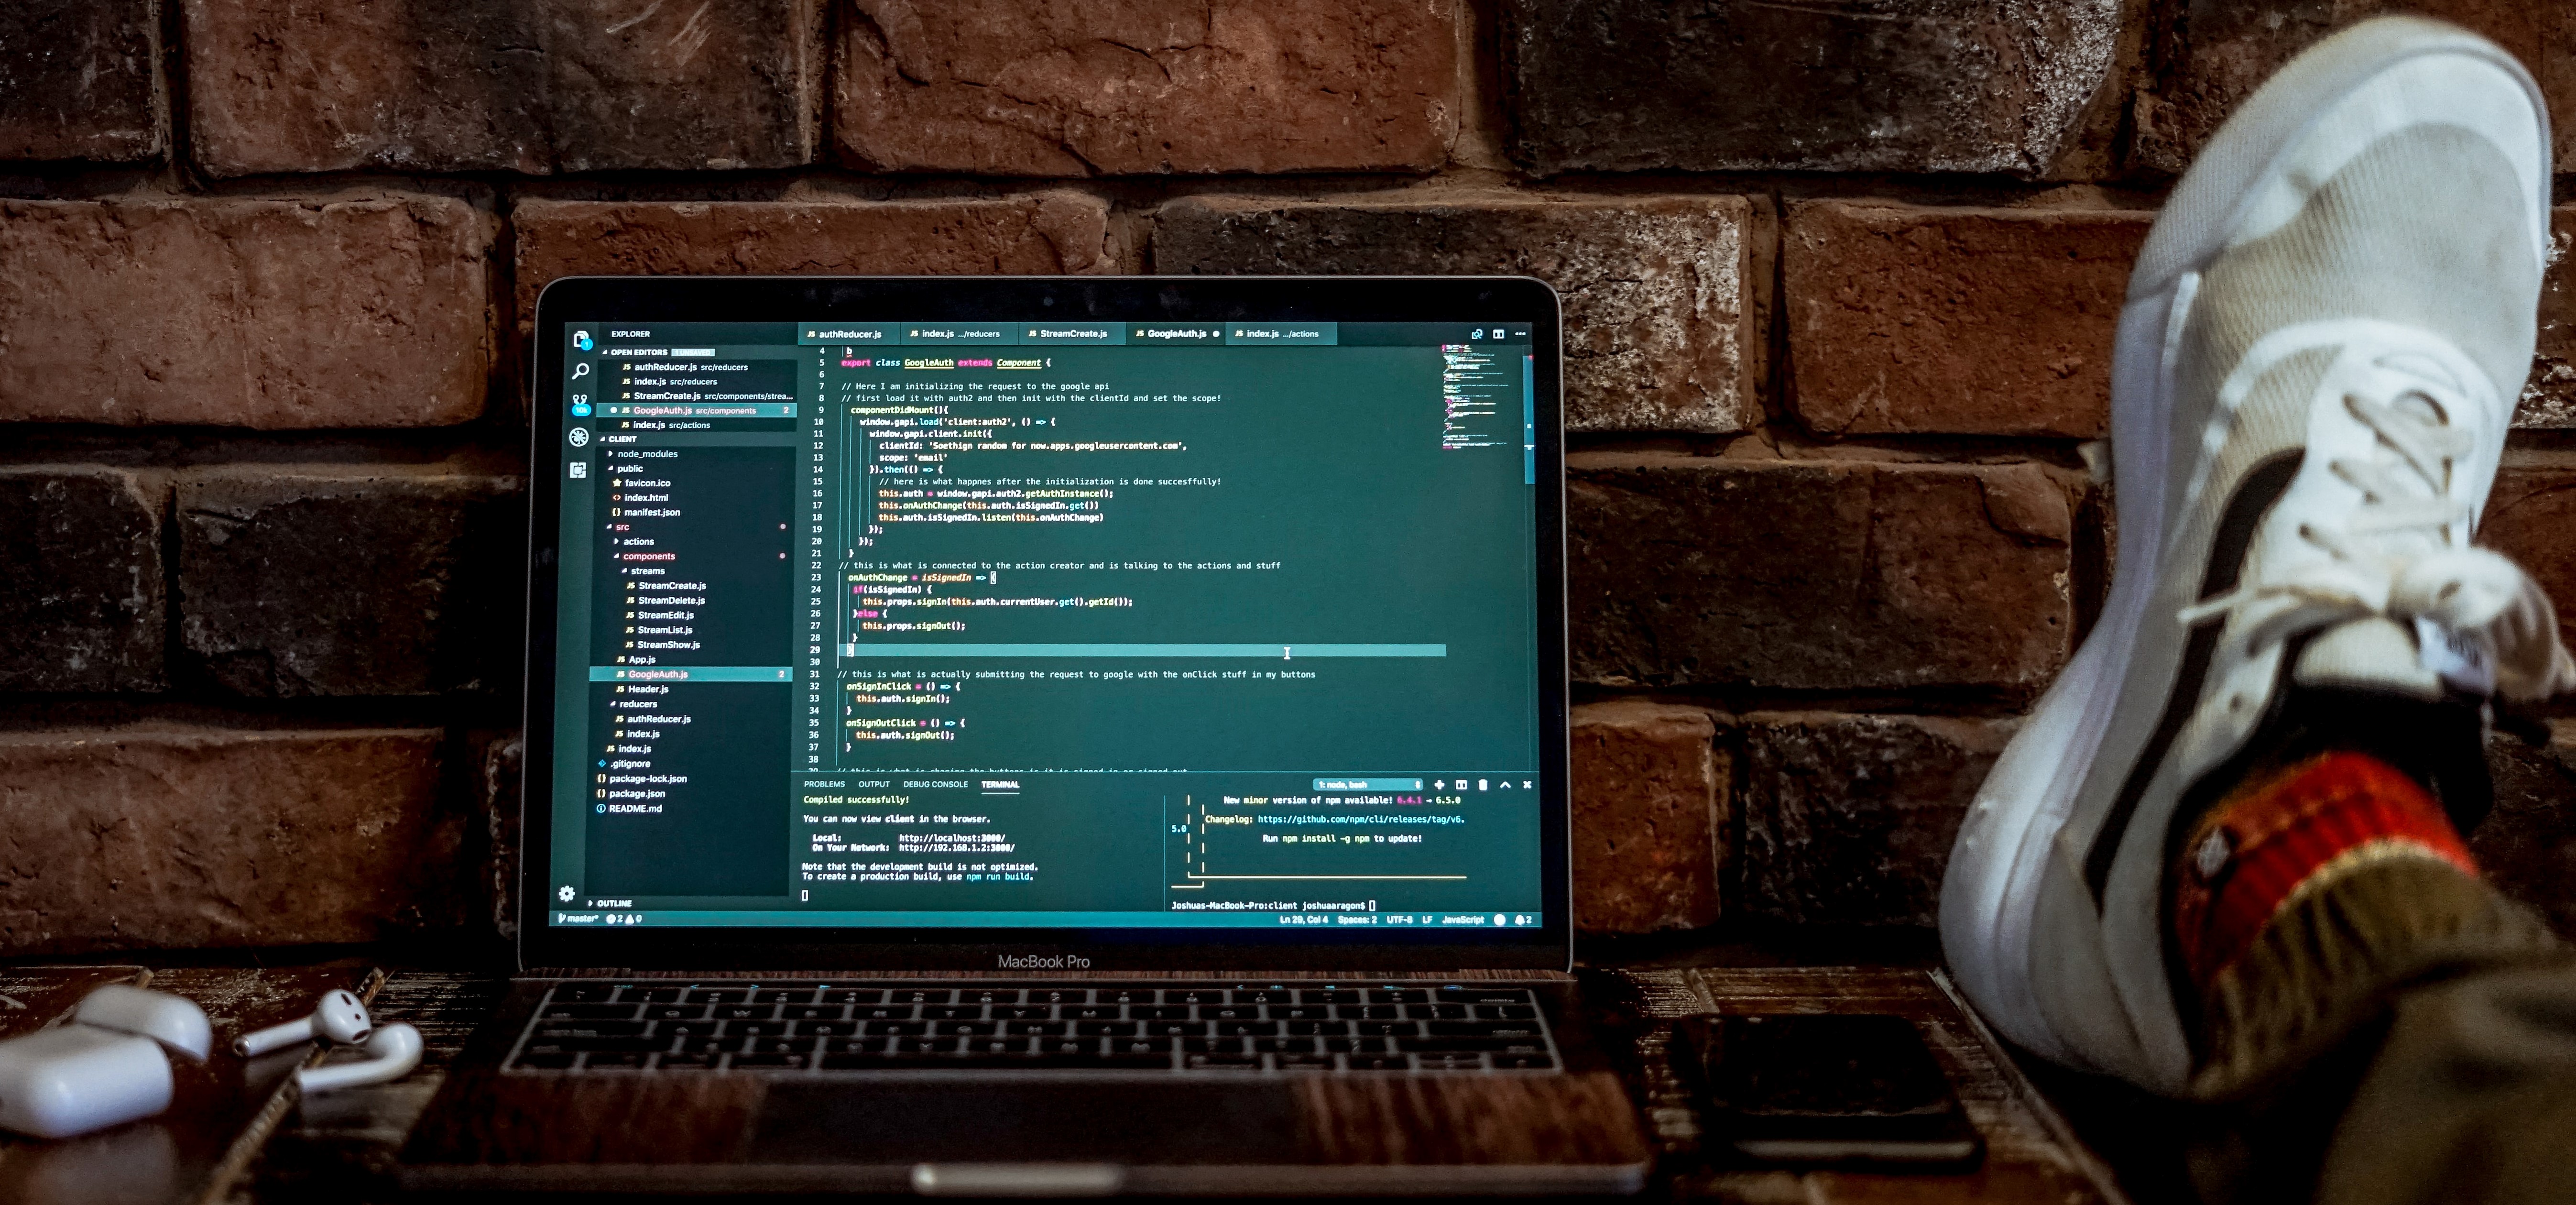 EXPLORER
OPEN EDITORS 1 UNSAVED
authReducer.js src/reducers
index.js src/reducers
StreamCreate.js src/components/strea...
GoogleAuth.js src/components 2
index.js src/actions
CLIENT
node_modules
public
favicon.ico
index.html
manifest.json
src
actions
components
streams
StreamCreate.js
StreamDelete.js
StreamEdit.js
StreamList.js
StreamShow.js
App.js
GoogleAuth.js 2
Header.js
reducers
authReducer.js
index.js
index.js
.gitignore
package-lock.json
package.json
README.md
OUTLINE
authReducer.js index.js .../reducers StreamCreate.js GoogleAuth.js index.js .../actions
4 b
5 export class GoogleAuth extends Component {
6
7 // Here I am initializing the request to the google api
8 // first load it with auth2 and then init with the clientId and set the scope!
9 componentDidMount(){
10 window.gapi.load('client:auth2', () => {
11 window.gapi.client.init({
12 clientId: 'Soethign random for now.apps.googleusercontent.com',
13 scope: 'email'
14 }).then(() => {
15 // here is what happnes after the initialization is done succesffully!
16 this.auth = window.gapi.auth2.getAuthInstance();
17 this.onAuthChange(this.auth.isSignedIn.get())
18 this.auth.isSignedIn.listen(this.onAuthChange)
19 });
20 });
21 }
22 // this is what is connected to the action creator and is talking to the actions and stuff
23 onAuthChange = isSignedIn => {
24 if(isSignedIn) {
25 this.props.signIn(this.auth.currentUser.get().getId());
26 }else {
27 this.props.signOut();
28 }
29 }
30
31 // this is what is actually submitting the request to google with the onClick stuff in my buttons
32 onSignInClick = () => {
33 this.auth.signIn();
34 }
35 onSignOutClick = () => {
36 this.auth.signOut();
37 }
38
PROBLEMS OUTPUT DEBUG CONSOLE TERMINAL 1: node, bash
Compiled successfully!
You can now view client in the browser.
Local: http://localhost:3000/
On Your Network: http://192.168.1.2:3000/
Note that the development build is not optimized.
To create a production build, use npm run build.
New minor version of npm available! 6.4.1 → 6.5.0
Changelog: https://github.com/npm/cli/releases/tag/v6.
5.0
Run npm install -g npm to update!
Joshuas-MacBook-Pro:client joshuaaragon$
master* 2 0 Ln 29, Col 4 Spaces: 2 UTF-8 LF JavaScript 2
MacBook Pro